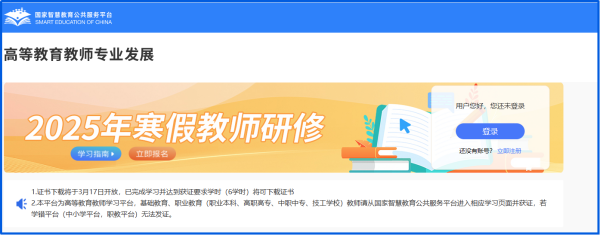 国家智慧教育公共服务平台
SMART EDUCATION OF CHINA
高等教育教师专业发展
2025年寒假教师研修
学习指南
立即报名
用户您好，您还未登录
登录
还没有账号？ 立即注册
1.证书下载将于3月17日开放，已完成学习并达到获证要求学时（6学时）将可下载证书
2.本平台为高等教育教师学习平台，基础教育、职业教育（职业本科、高职高专、中职中专、技工学校）教师请从国家智慧教育公共服务平台进入相应学习页面并获证，若
学错平台（中小学平台，职教平台）无法发证。